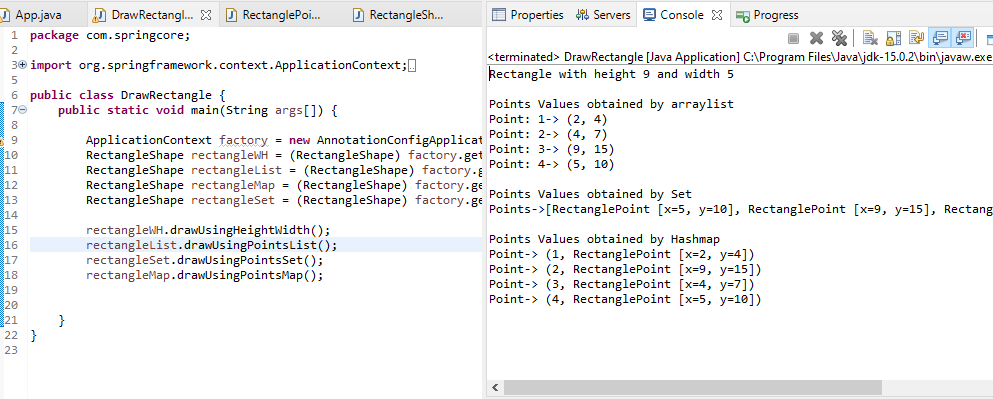 App.java
DrawRectangl...
RectanglePoi...
RectangleSh...
1 package com.springcore;
2
3 import org.springframework.context.ApplicationContext;
5
6 public class DrawRectangle {
7 public static void main(String args[]) {
8
9 ApplicationContext factory = new AnnotationConfigApplicat
10 RectangleShape rectangleWH = (RectangleShape) factory.get
11 RectangleShape rectangleList = (RectangleShape) factory.g
12 RectangleShape rectangleMap = (RectangleShape) factory.ge
13 RectangleShape rectangleSet = (RectangleShape) factory.ge
14
15 rectangleWH.drawUsingHeightWidth();
16 rectangleList.drawUsingPointsList();
17 rectangleSet.drawUsingPointsSet();
18 rectangleMap.drawUsingPointsMap();
19
20
21 }
22 }
23
Properties
Servers
Console
Progress
<terminated> DrawRectangle [Java Application] C:\Program Files\Java\jdk-15.0.2\bin\javaw.exe
Rectangle with height 9 and width 5
Points Values obtained by arraylist
Point: 1-> (2, 4)
Point: 2-> (4, 7)
Point: 3-> (9, 15)
Point: 4-> (5, 10)
Points Values obtained by Set
Points->[RectanglePoint [x=5, y=10], RectanglePoint [x=9, y=15], Rectang
Points Values obtained by Hashmap
Point-> (1, RectanglePoint [x=2, y=4])
Point-> (2, RectanglePoint [x=9, y=15])
Point-> (3, RectanglePoint [x=4, y=7])
Point-> (4, RectanglePoint [x=5, y=10])